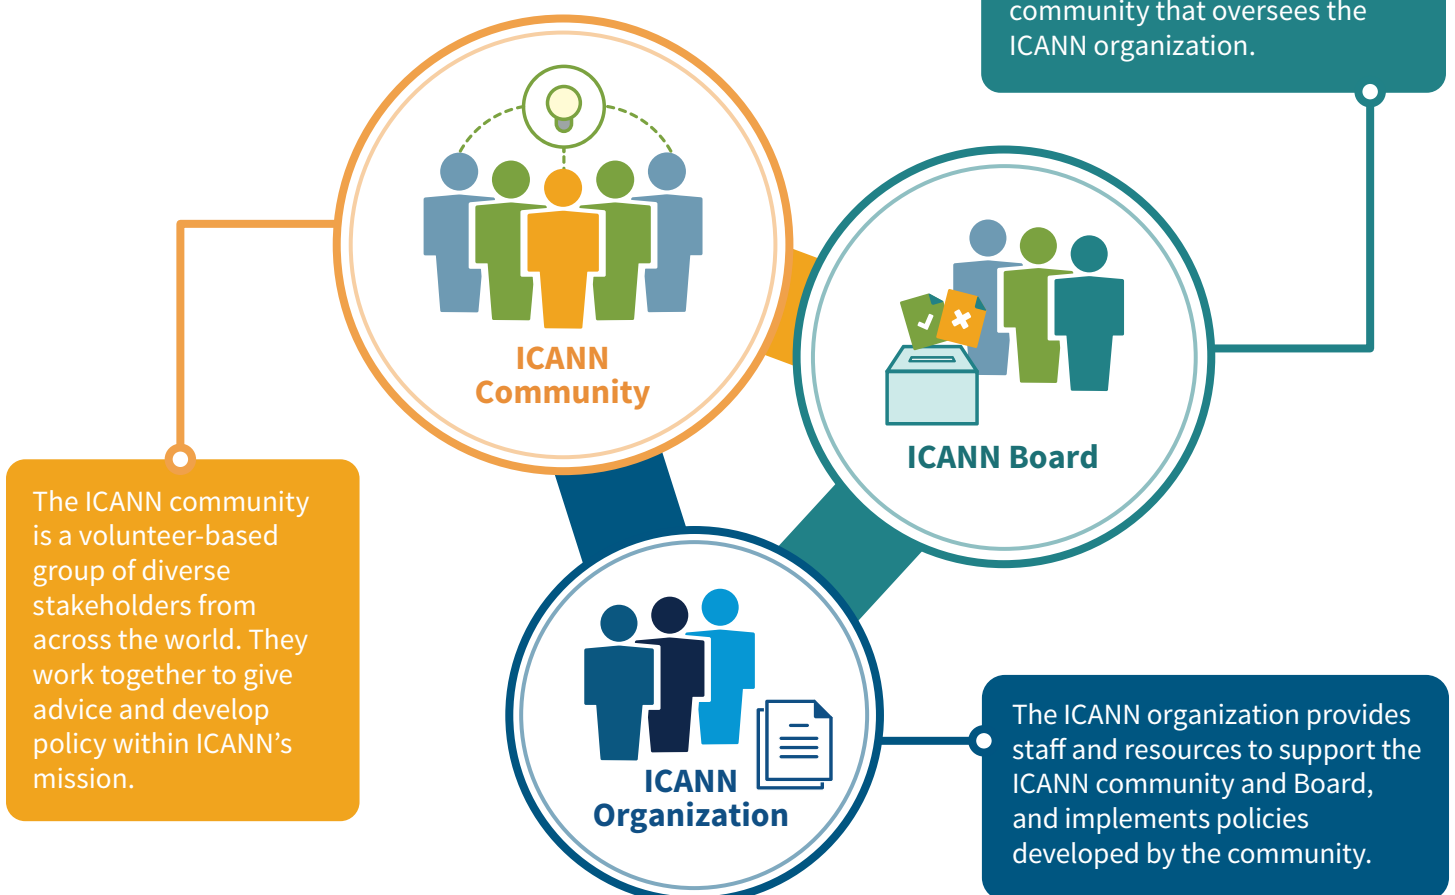 community that oversees the
ICANN organization.
ICANN
Community
ICANN Board
The ICANN community
is a volunteer-based
group of diverse
stakeholders from
across the world. They
work together to give
advice and develop
policy within ICANN’s
mission.
ICANN
Organization
The ICANN organization provides
staff and resources to support the
ICANN community and Board,
and implements policies
developed by the community.